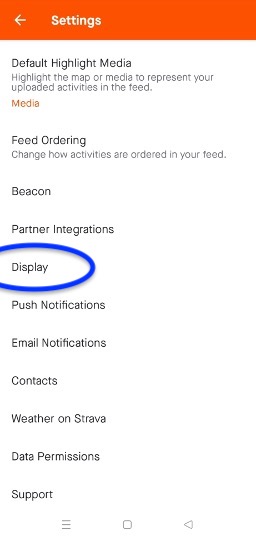 Settings
Default Highlight Media
Highlight the map or media to represent your
uploaded activities in the feed.
Media
Feed Ordering
Change how activities are ordered in your feed.
Beacon
Partner Integrations
Display
Push Notifications
Email Notifications
Contacts
Weather on Strava
Data Permissions
Support